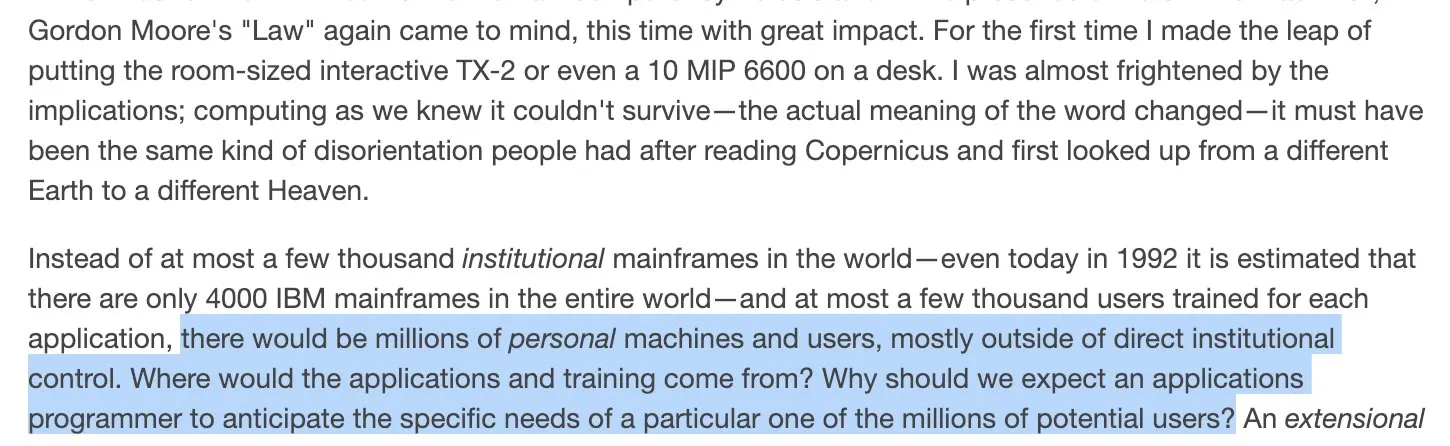 Gordon Moore's "Law" again came to mind, this time with great impact. For the first time I made the leap of
putting the room-sized interactive TX-2 or even a 10 MIP 6600 on a desk. I was almost frightened by the
implications; computing as we knew it couldn't survive—the actual meaning of the word changed—it must have
been the same kind of disorientation people had after reading Copernicus and first looked up from a different
Earth to a different Heaven.
Instead of at most a few thousand institutional mainframes in the world—even today in 1992 it is estimated that
there are only 4000 IBM mainframes in the entire world—and at most a few thousand users trained for each
application, there would be millions of personal machines and users, mostly outside of direct institutional
control. Where would the applications and training come from? Why should we expect an applications
programmer to anticipate the specific needs of a particular one of the millions of potential users? An extensional